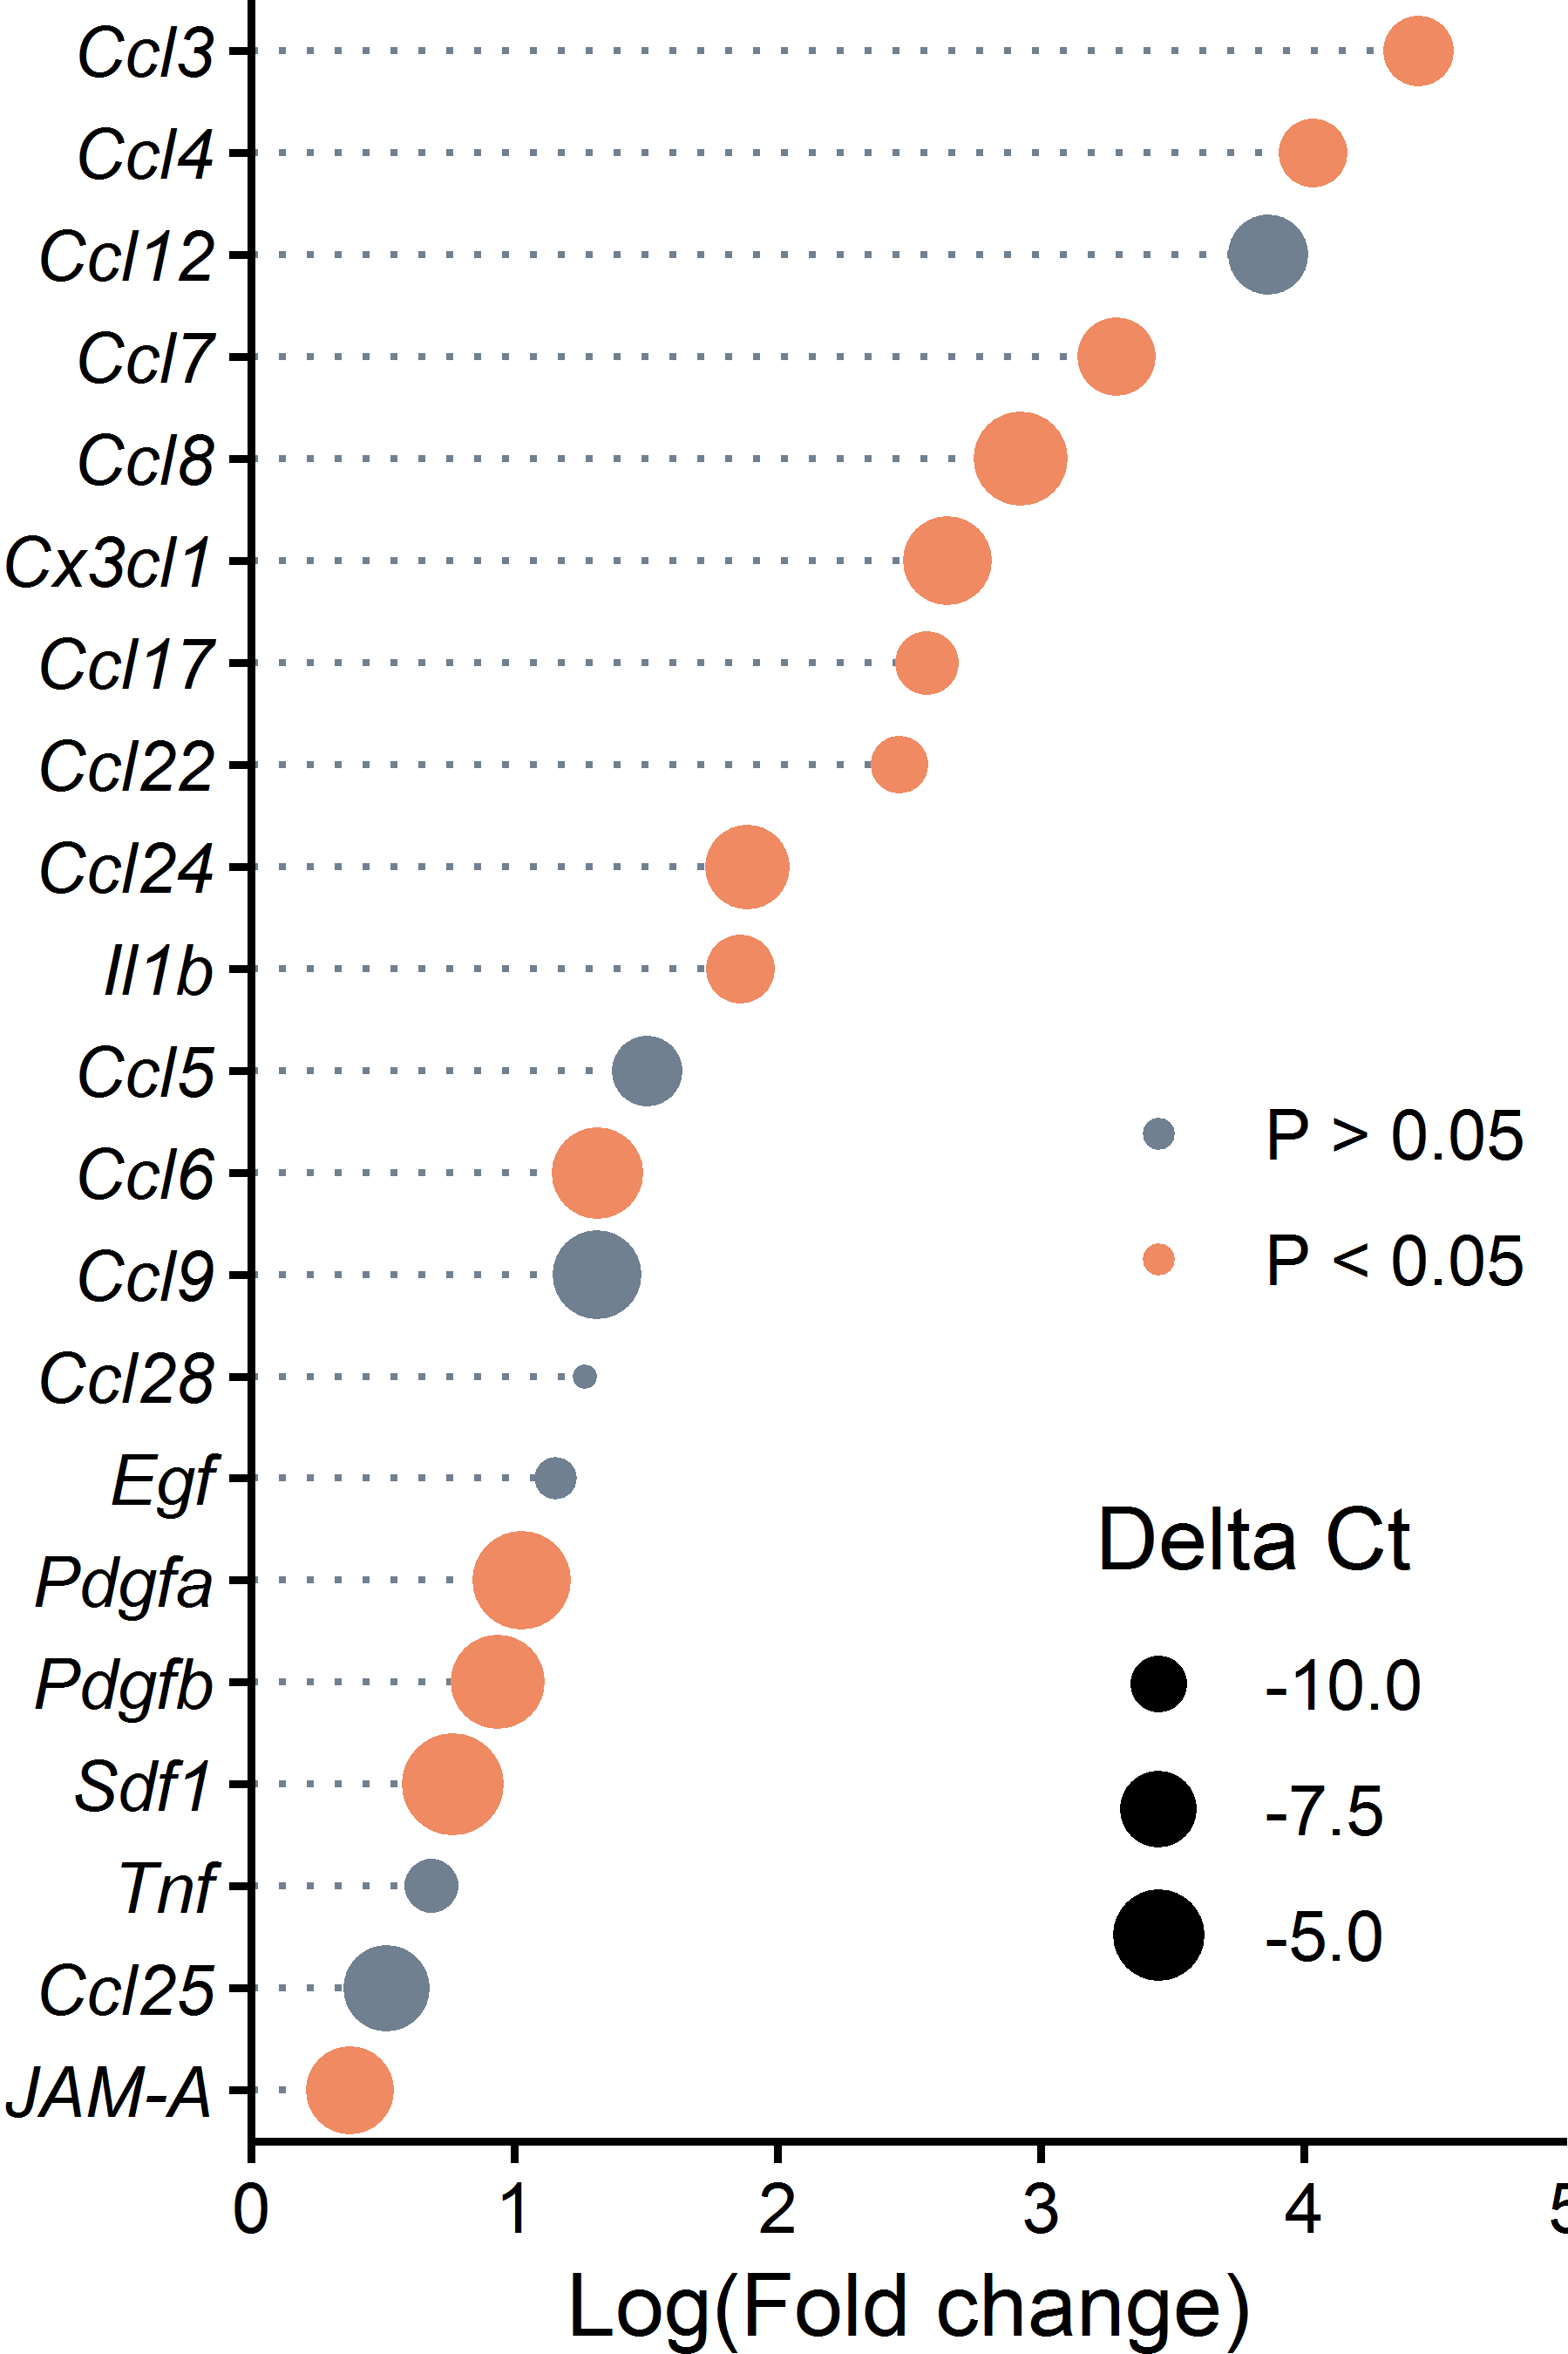 Ccl3
Ccl4
Ccl12
Ccl7
Ccl8
Cx3cl1
Ccl17
Ccl22
Ccl24
Il1b
Ccl5
Ccl6
Ccl9
Ccl28
Egf
Pdgfa
Pdgfb
Sdf1
Tnf
Ccl25
JAM-A
P > 0.05
P < 0.05
Delta Ct
-10.0
-7.5
-5.0
0 1 2 3 4 5
Log(Fold change)